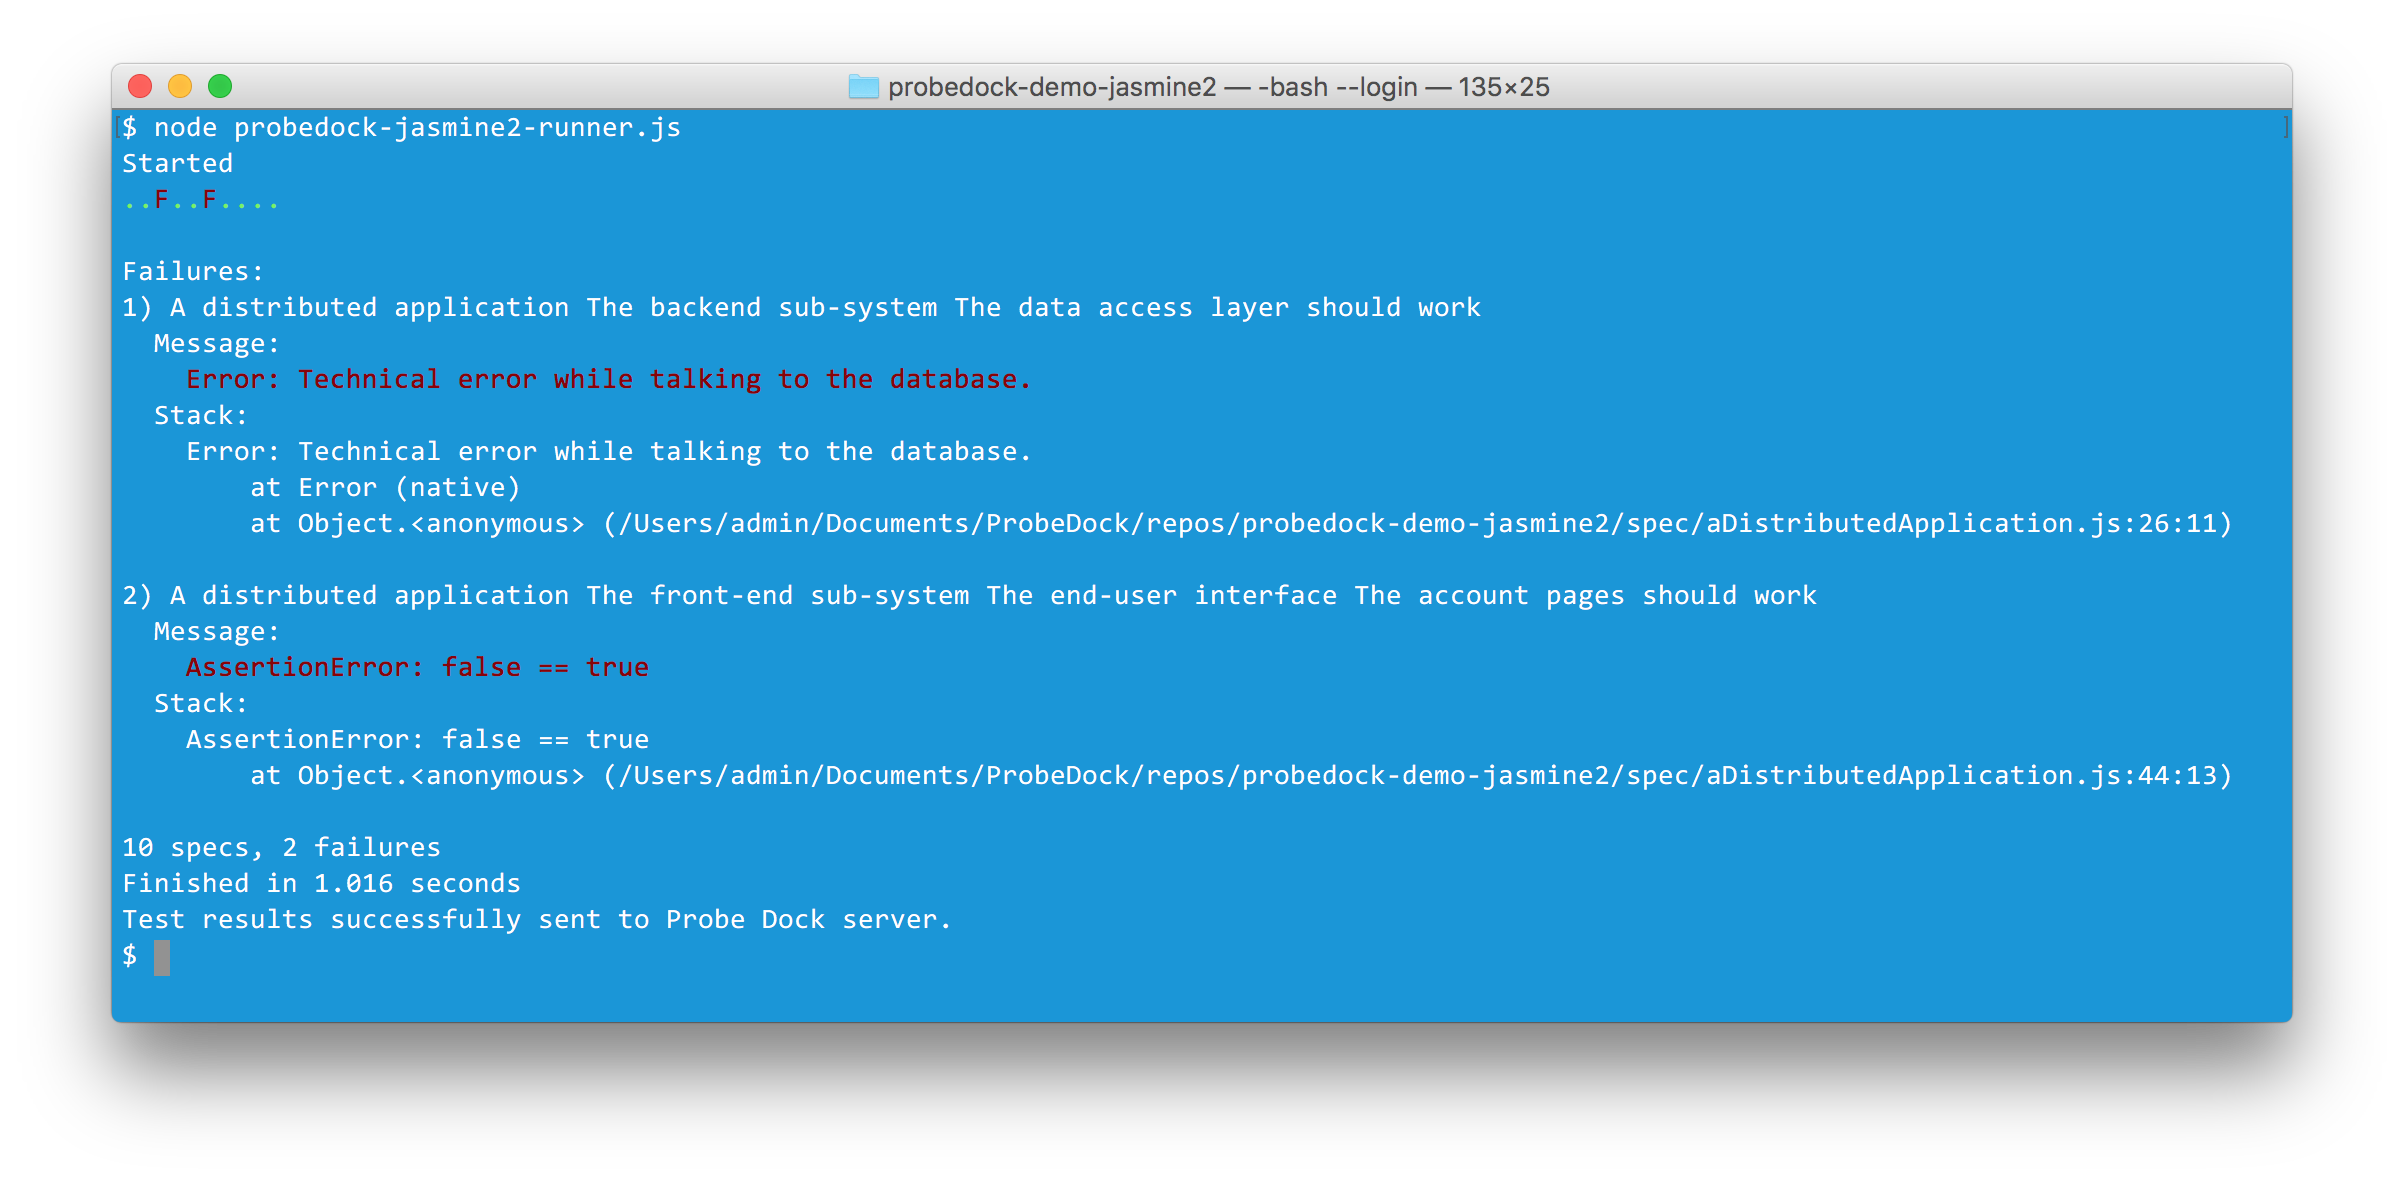 probedock-demo-jasmine2 — -bash --login — 135×25
$ node probedock-jasmine2-runner.js
Started
..F..F....
Failures:
1) A distributed application The backend sub-system The data access layer should work
  Message:
    Error: Technical error while talking to the database.
  Stack:
    Error: Technical error while talking to the database.
        at Error (native)
        at Object.<anonymous> (/Users/admin/Documents/ProbeDock/repos/probedock-demo-jasmine2/spec/aDistributedApplication.js:26:11)
2) A distributed application The front-end sub-system The end-user interface The account pages should work
  Message:
    AssertionError: false == true
  Stack:
    AssertionError: false == true
        at Object.<anonymous> (/Users/admin/Documents/ProbeDock/repos/probedock-demo-jasmine2/spec/aDistributedApplication.js:44:13)
10 specs, 2 failures
Finished in 1.016 seconds
Test results successfully sent to Probe Dock server.
$